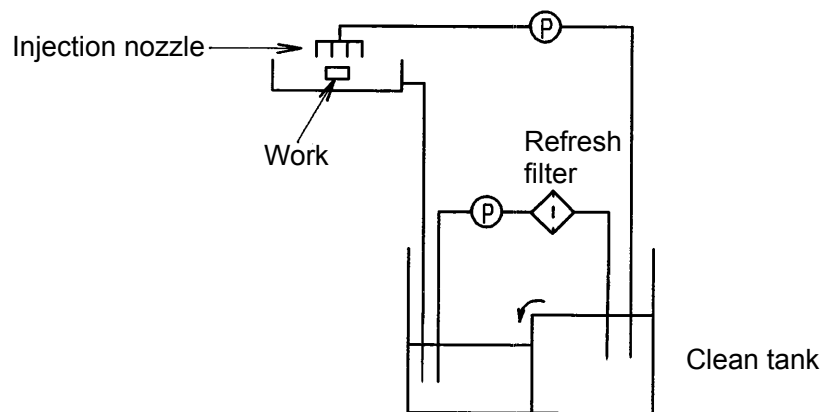 Injection nozzle
P
Work
Refresh
filter
P
Clean tank